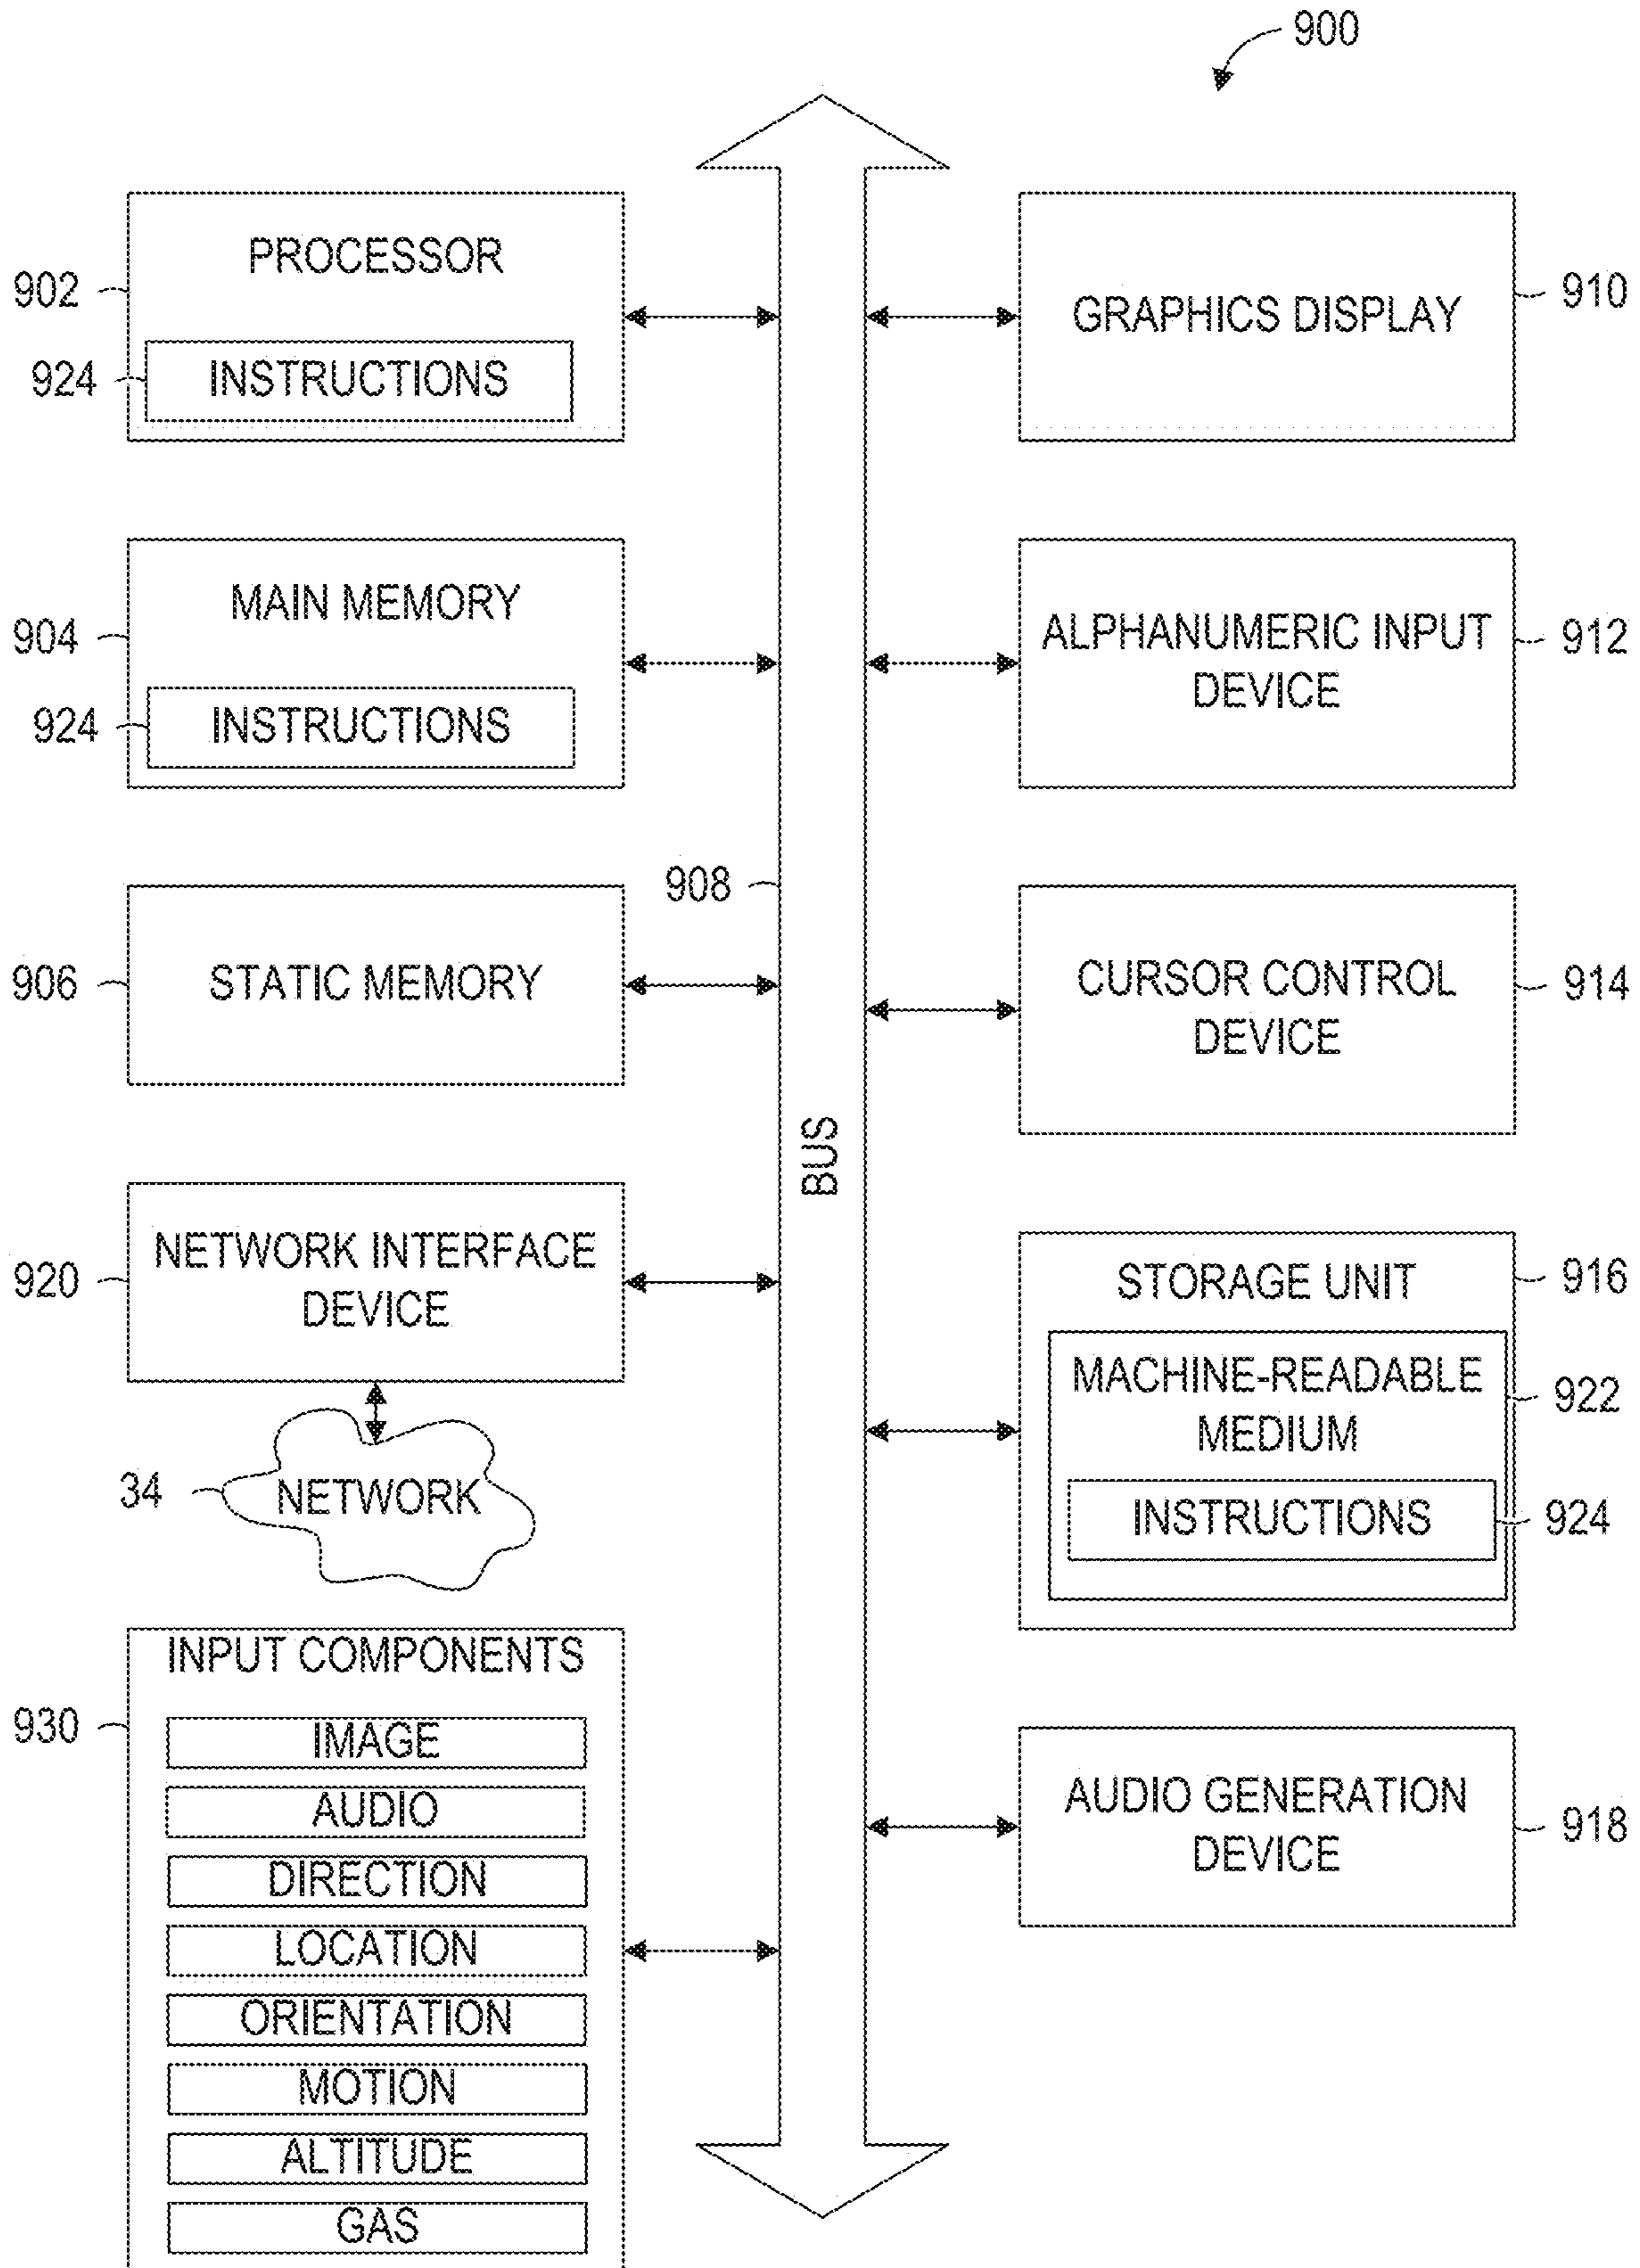 900
PROCESSOR
902
924
INSTRUCTIONS
MAIN MEMORY
904
924
INSTRUCTIONS
908
906
STATIC MEMORY
920
NETWORK INTERFACE
DEVICE
34
NETWORK
INPUT COMPONENTS
930
IMAGE
AUDIO
DIRECTION
LOCATION
ORIENTATION
MOTION
ALTITUDE
GAS
BUS
GRAPHICS DISPLAY
910
ALPHANUMERIC INPUT
DEVICE
912
CURSOR CONTROL
DEVICE
914
STORAGE UNIT
916
MACHINE-READABLE
MEDIUM
922
INSTRUCTIONS
924
AUDIO GENERATION
DEVICE
918